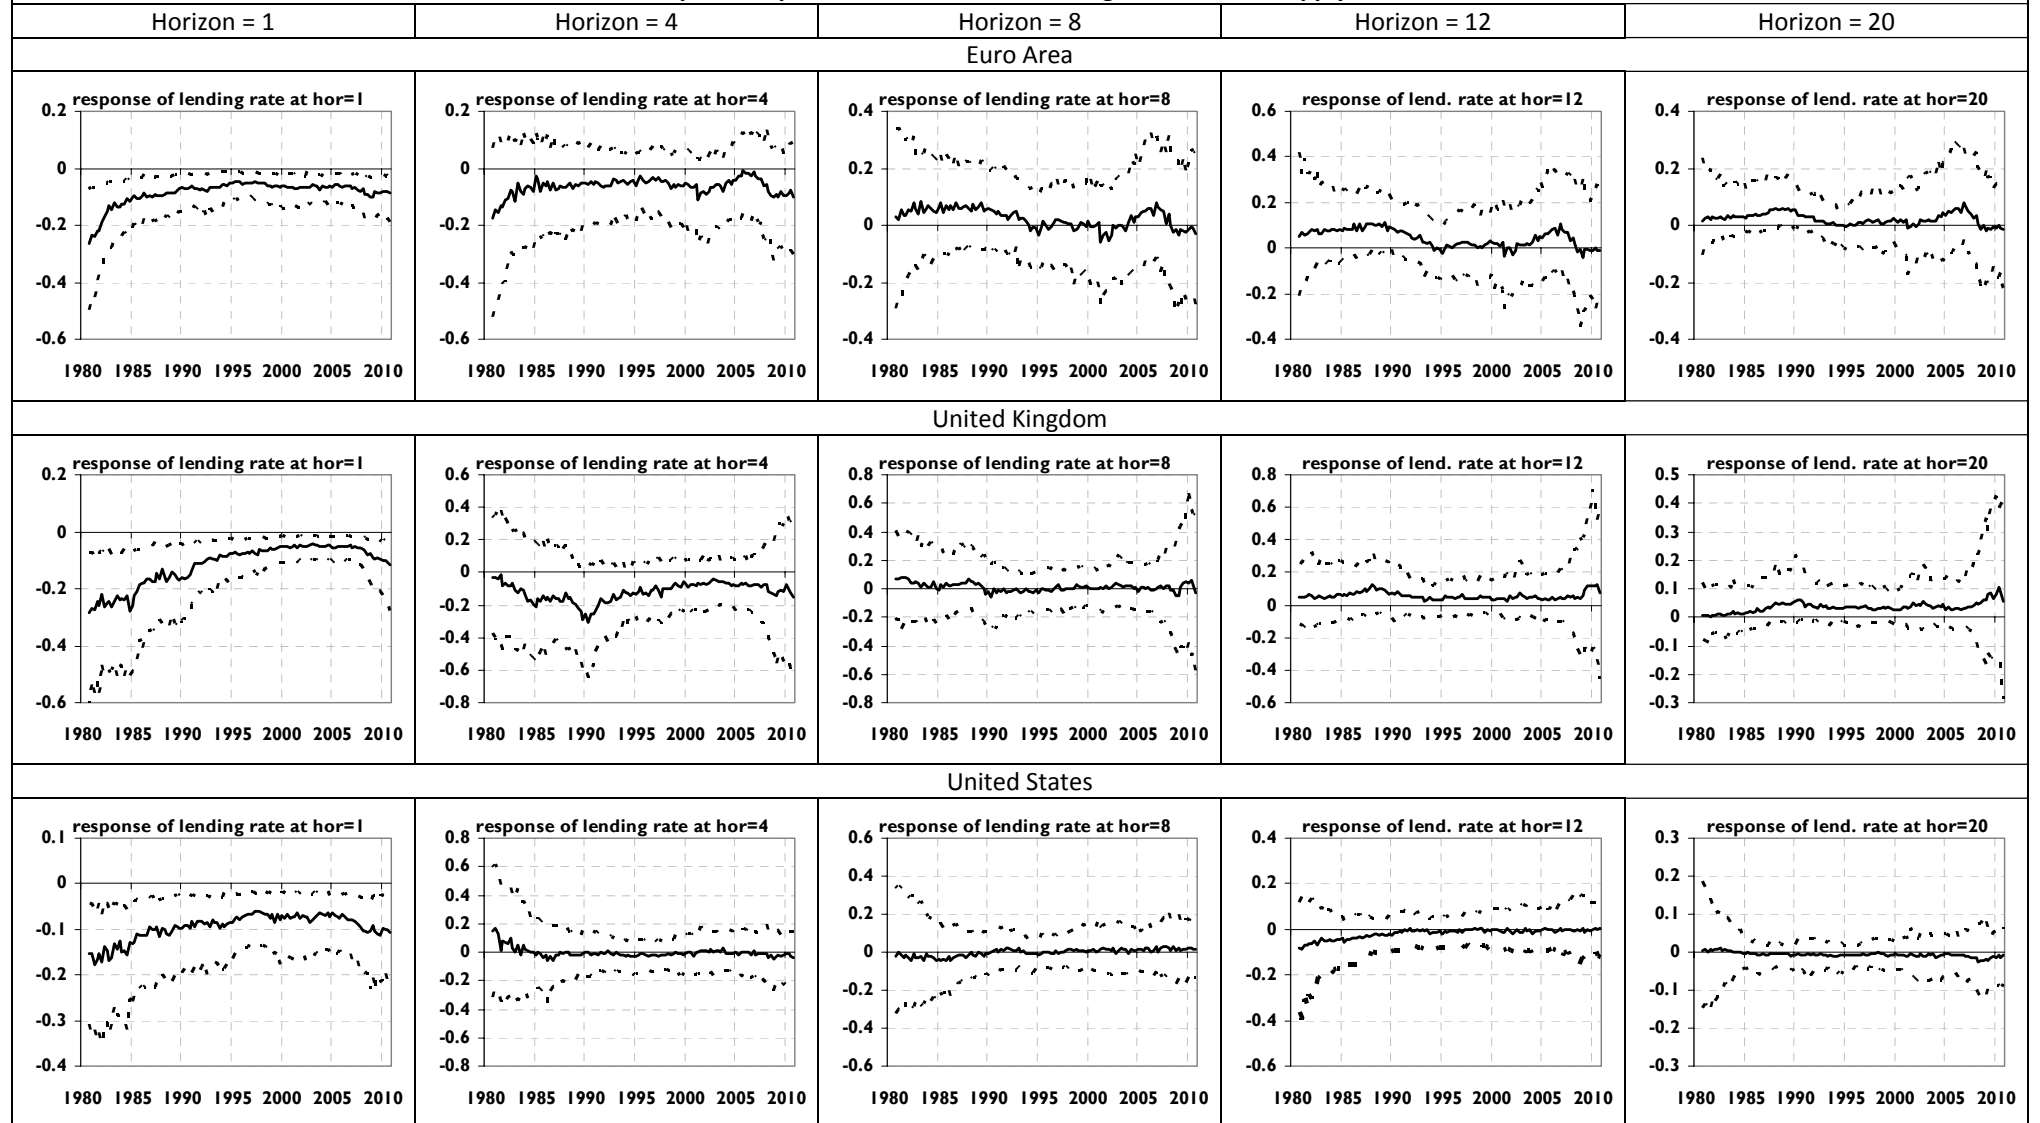 Horizon = 1 Horizon = 4 Horizon = 8 Horizon = 12 Horizon = 20
Euro Area
response of lending rate at hor=1 response of lending rate at hor=4 response of lending rate at hor=8 response of lend. rate at hor=12 response of lend. rate at hor=20
0.2 0.2 0.4 0.6 0.4
0 0 0.2 0.4 0.2
-0.2 -0.2 0 0.2 0
-0.4 -0.4 -0.2 0 -0.2
-0.6 -0.6 -0.4 -0.2 -0.4
-0.4
1980 1985 1990 1995 2000 2005 2010 1980 1985 1990 1995 2000 2005 2010 1980 1985 1990 1995 2000 2005 2010 1980 1985 1990 1995 2000 2005 2010 1980 1985 1990 1995 2000 2005 2010
United Kingdom
response of lending rate at hor=1 response of lending rate at hor=4 response of lending rate at hor=8 response of lend. rate at hor=12 response of lend. rate at hor=20
0.2 0.6 0.8 0.8 0.5
0 0.4 0.6 0.6 0.4
-0.2 0.2 0.4 0.4 0.3
-0.4 0 0.2 0.2 0.2
-0.6 -0.2 0 0 0.1
-0.4 -0.2 -0.2 0
-0.6 -0.4 -0.4 -0.1
-0.8 -0.6 -0.6 -0.2
-0.8 -0.3
1980 1985 1990 1995 2000 2005 2010 1980 1985 1990 1995 2000 2005 2010 1980 1985 1990 1995 2000 2005 2010 1980 1985 1990 1995 2000 2005 2010 1980 1985 1990 1995 2000 2005 2010
United States
response of lending rate at hor=1 response of lending rate at hor=4 response of lending rate at hor=8 response of lend. rate at hor=12 response of lend. rate at hor=20
0.1 0.8 0.6 0.4 0.3
0 0.6 0.4 0.2 0.2
-0.1 0.4 0.2 0 0.1
-0.2 0.2 0 -0.2 0
-0.3 0 -0.2 -0.4 -0.1
-0.4 -0.2 -0.4 -0.6 -0.2
-0.4 -0.6 -0.3
-0.6
-0.8
1980 1985 1990 1995 2000 2005 2010 1980 1985 1990 1995 2000 2005 2010 1980 1985 1990 1995 2000 2005 2010 1980 1985 1990 1995 2000 2005 2010 1980 1985 1990 1995 2000 2005 2010